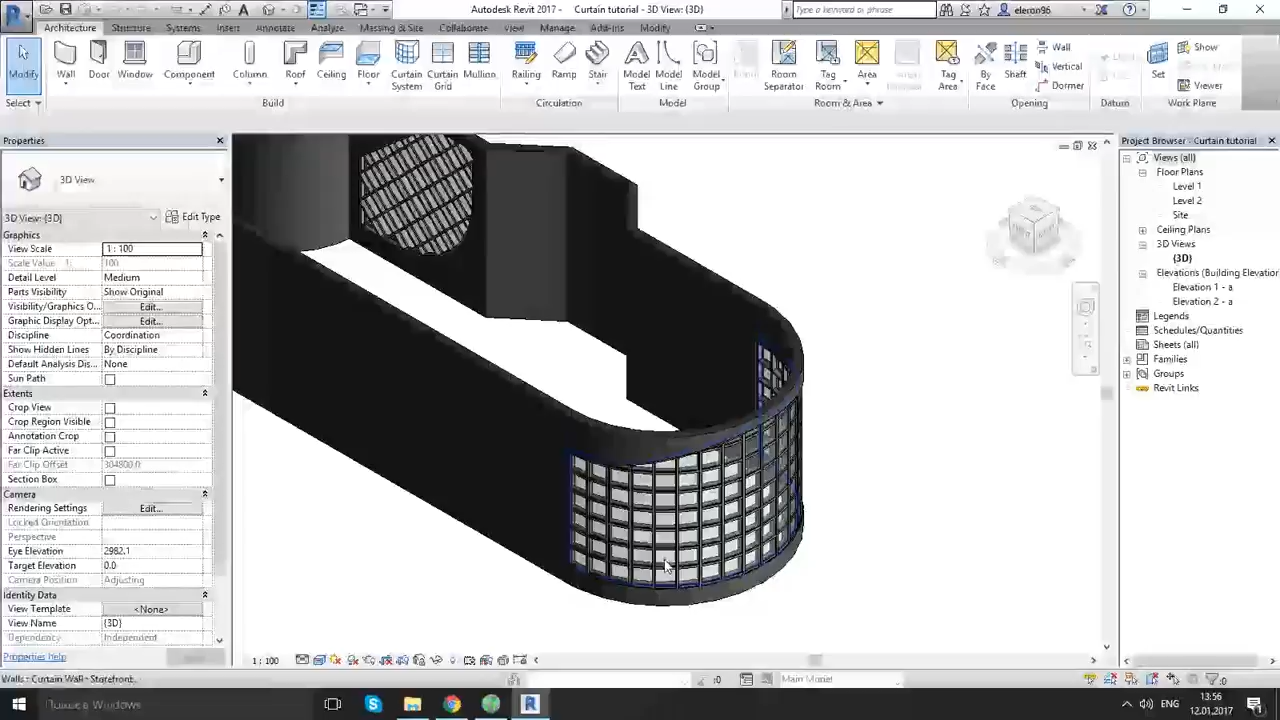 Autodesk Revit 2017 - Curtain tutorial - 3D View: {3D}
Type a keyword or phrase
eleron96
Architecture Structure Systems Insert Annotate Analyze Massing & Site Collaborate View Manage Add-Ins Modify
Modify Wall Door Window Component Column Roof Ceiling Floor Curtain System Curtain Grid Mullion Railing Ramp Stair Model Text Model Line Model Group Room Separator Tag Room Area Tag Area By Face Shaft Wall Vertical Dormer Set Show Viewer
Select Build Circulation Model Room & Area Opening Datum Work Plane
Properties
3D View
3D View: {3D} Edit Type
Graphics
View Scale 1 : 100
Scale Value 1: 100
Detail Level Medium
Parts Visibility Show Original
Visibility/Graphics O... Edit...
Graphic Display Opt... Edit...
Discipline Coordination
Show Hidden Lines By Discipline
Default Analysis Dis... None
Sun Path
Extents
Crop View
Crop Region Visible
Annotation Crop
Far Clip Active
Far Clip Offset 304800.0
Section Box
Camera
Rendering Settings Edit...
Locked Orientation
Perspective
Eye Elevation 2982.1
Target Elevation 0.0
Camera Position Adjusting
Identity Data
View Template <None>
View Name {3D}
Dependency Independent
Properties help
Project Browser - Curtain tutorial
Views (all)
Floor Plans
Level 1
Level 2
Site
Ceiling Plans
3D Views
{3D}
Elevations (Building Elevation
Elevation 1 - a
Elevation 2 - a
Legends
Schedules/Quantities
Sheets (all)
Families
Groups
Revit Links
1 : 100
Walls : Curtain Wall : Storefront
:0
Main Model
:0
Поиск в Windows
ENG
13:56
12.01.2017